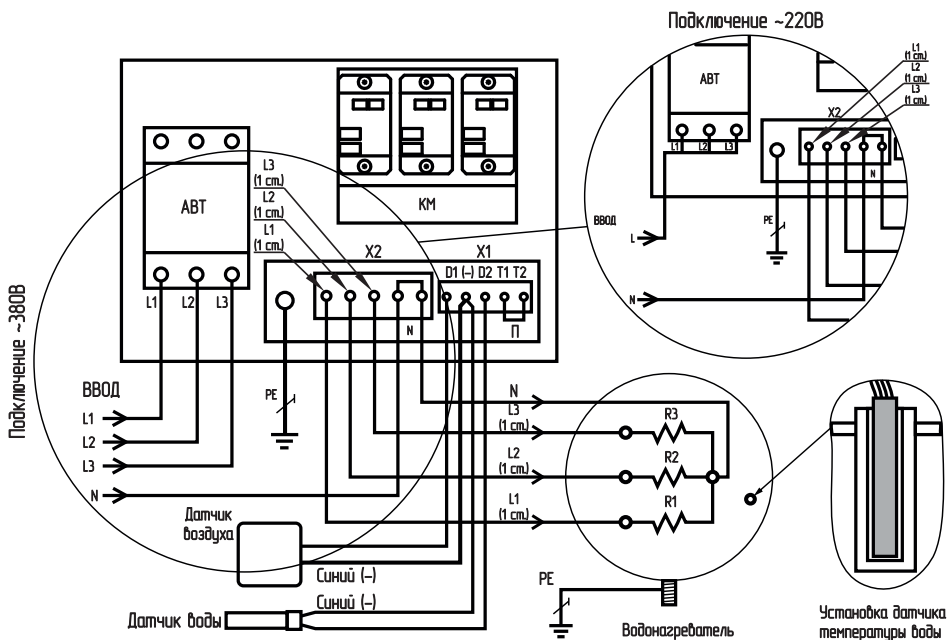 Подключение ~220В
L1
(1 ст.)
L2
(1 ст.)
L3
(1 ст.)
АВТ
X2
L1 L2 L3
N
PE
ВВОД
L
N
Подключение ~380В
АВТ
КМ
L3
(1 ст.)
L2
(1 ст.)
L1
(1 ст.)
X2
X1
D1 (-) D2 T1 T2
L1 L2 L3
N
П
PE
ВВОД
L1
L2
L3
N
N
L3
(1 ст.)
L2
(1 ст.)
L1
(1 ст.)
R3
R2
R1
Датчик
воздуха
Синий (-)
Синий (-)
Датчик воды
PE
Водонагреватель
Установка датчика
температуры воды